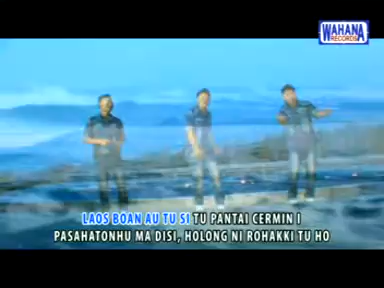 WAHANA
RECORDS
LAOS BOAN AU TU SI TU PANTAI CERMIN I
PASAHATONHU MA DISI, HOLONG NI ROHAKKI TU HO